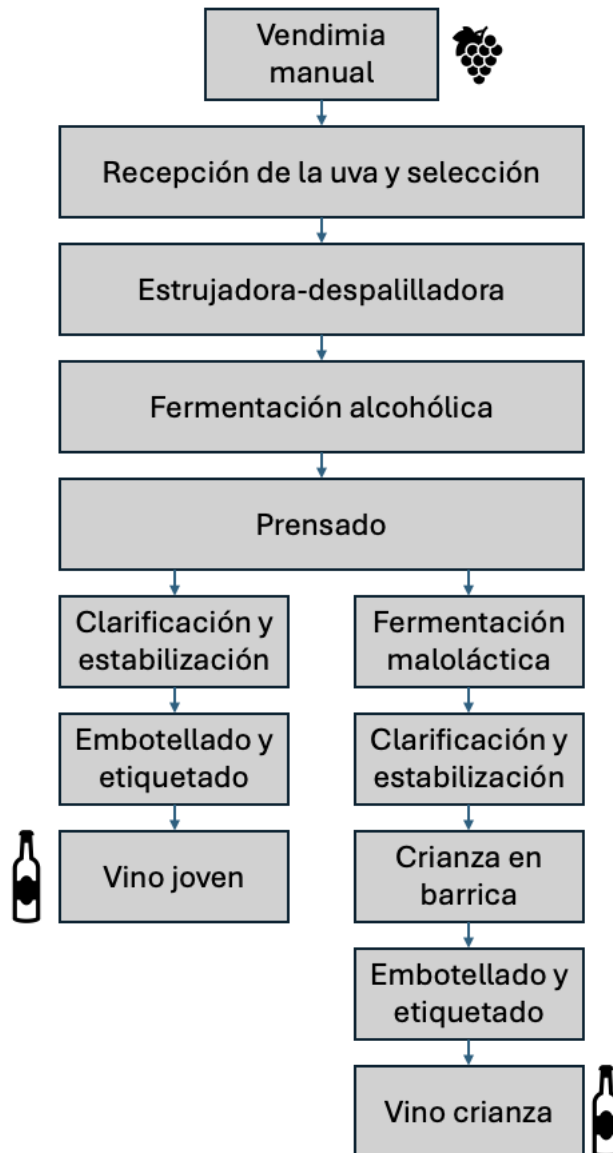 Vendimia
manual
Recepción de la uva y selección
Estrujadora-despalilladora
Fermentación alcohólica
Prensado
Clarificación y
estabilización
Embotellado y
etiquetado
Vino joven
Fermentación
maloláctica
Clarificación y
estabilización
Crianza en
barrica
Embotellado y
etiquetado
Vino crianza